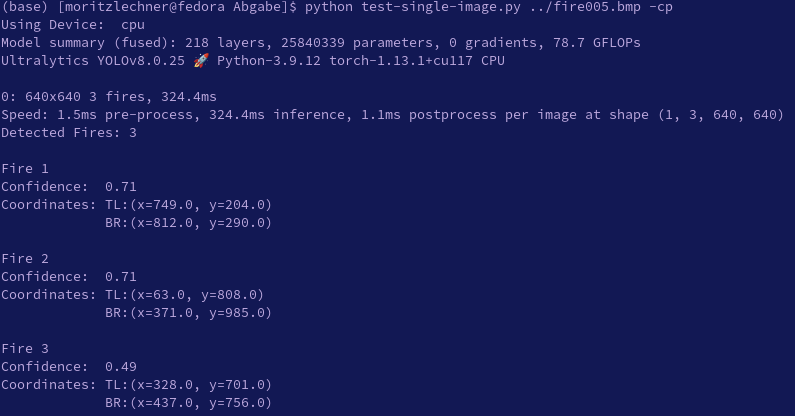 (base) [moritzlechner@fedora Abgabe]$ python test-single-image.py ../fire005.bmp -cp
Using Device:  cpu
Model summary (fused): 218 layers, 25840339 parameters, 0 gradients, 78.7 GFLOPs
Ultralytics YOLOv8.0.25 🚀 Python-3.9.12 torch-1.13.1+cu117 CPU

0: 640x640 3 fires, 324.4ms
Speed: 1.5ms pre-process, 324.4ms inference, 1.1ms postprocess per image at shape (1, 3, 640, 640)
Detected Fires: 3

Fire 1
Confidence:  0.71
Coordinates: TL:(x=749.0, y=204.0)
             BR:(x=812.0, y=290.0)

Fire 2
Confidence:  0.71
Coordinates: TL:(x=63.0, y=808.0)
             BR:(x=371.0, y=985.0)

Fire 3
Confidence:  0.49
Coordinates: TL:(x=328.0, y=701.0)
             BR:(x=437.0, y=756.0)